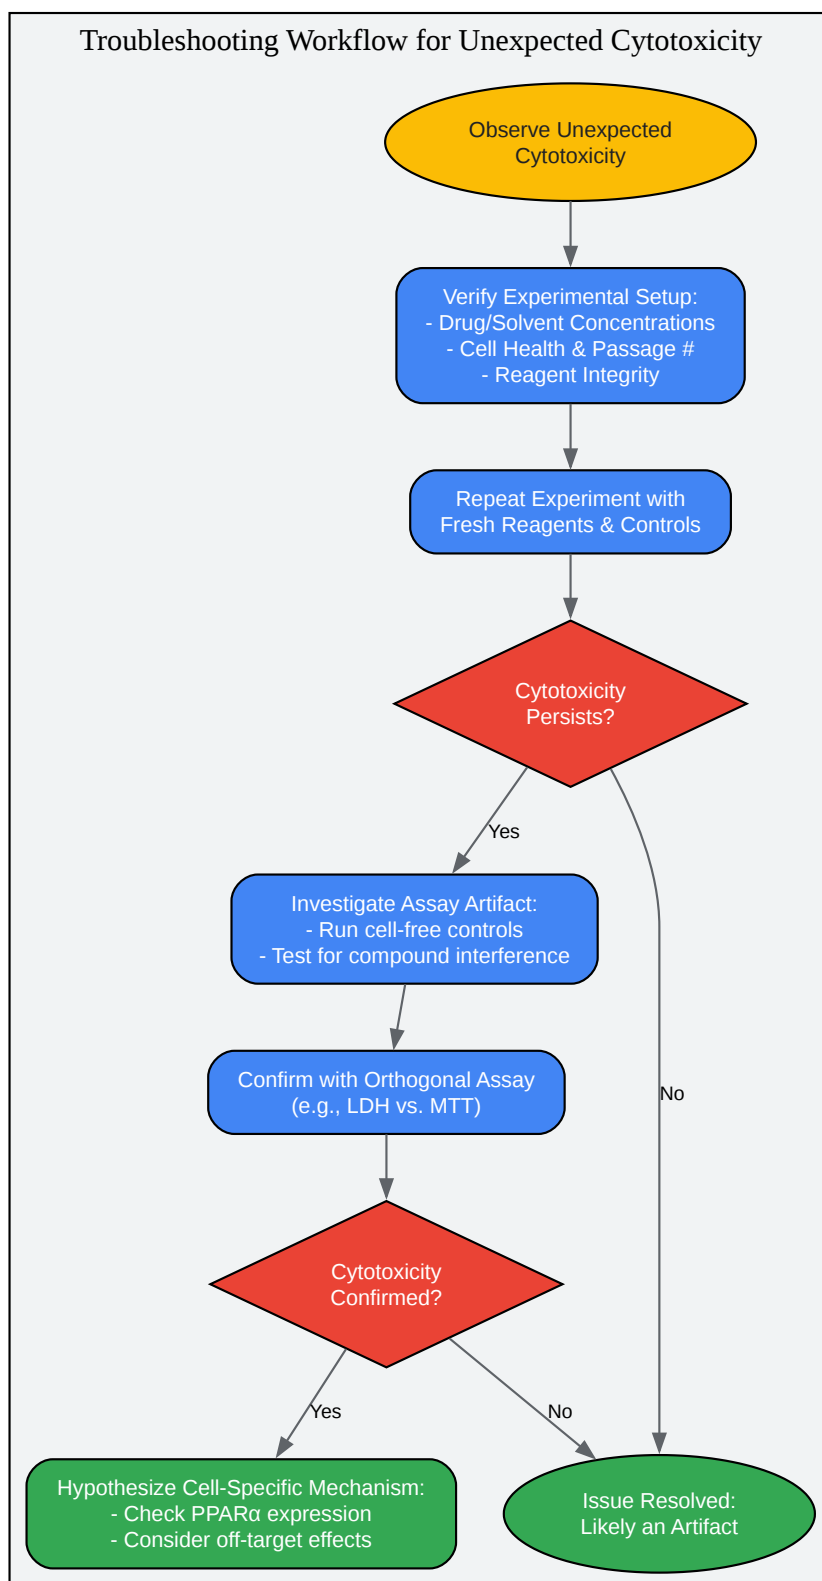 Troubleshooting Workflow for Unexpected Cytotoxicity
Observe Unexpected
Cytotoxicity
Verify Experimental Setup:
- Drug/Solvent Concentrations
- Cell Health & Passage #
- Reagent Integrity
Repeat Experiment with
Fresh Reagents & Controls
Cytotoxicity
Persists?
Yes
Investigate Assay Artifact:
- Run cell-free controls
- Test for compound interference
Confirm with Orthogonal Assay
(e.g., LDH vs. MTT)
No
Cytotoxicity
Confirmed?
Yes
No
Hypothesize Cell-Specific Mechanism:
- Check PPARα expression
- Consider off-target effects
Issue Resolved:
Likely an Artifact